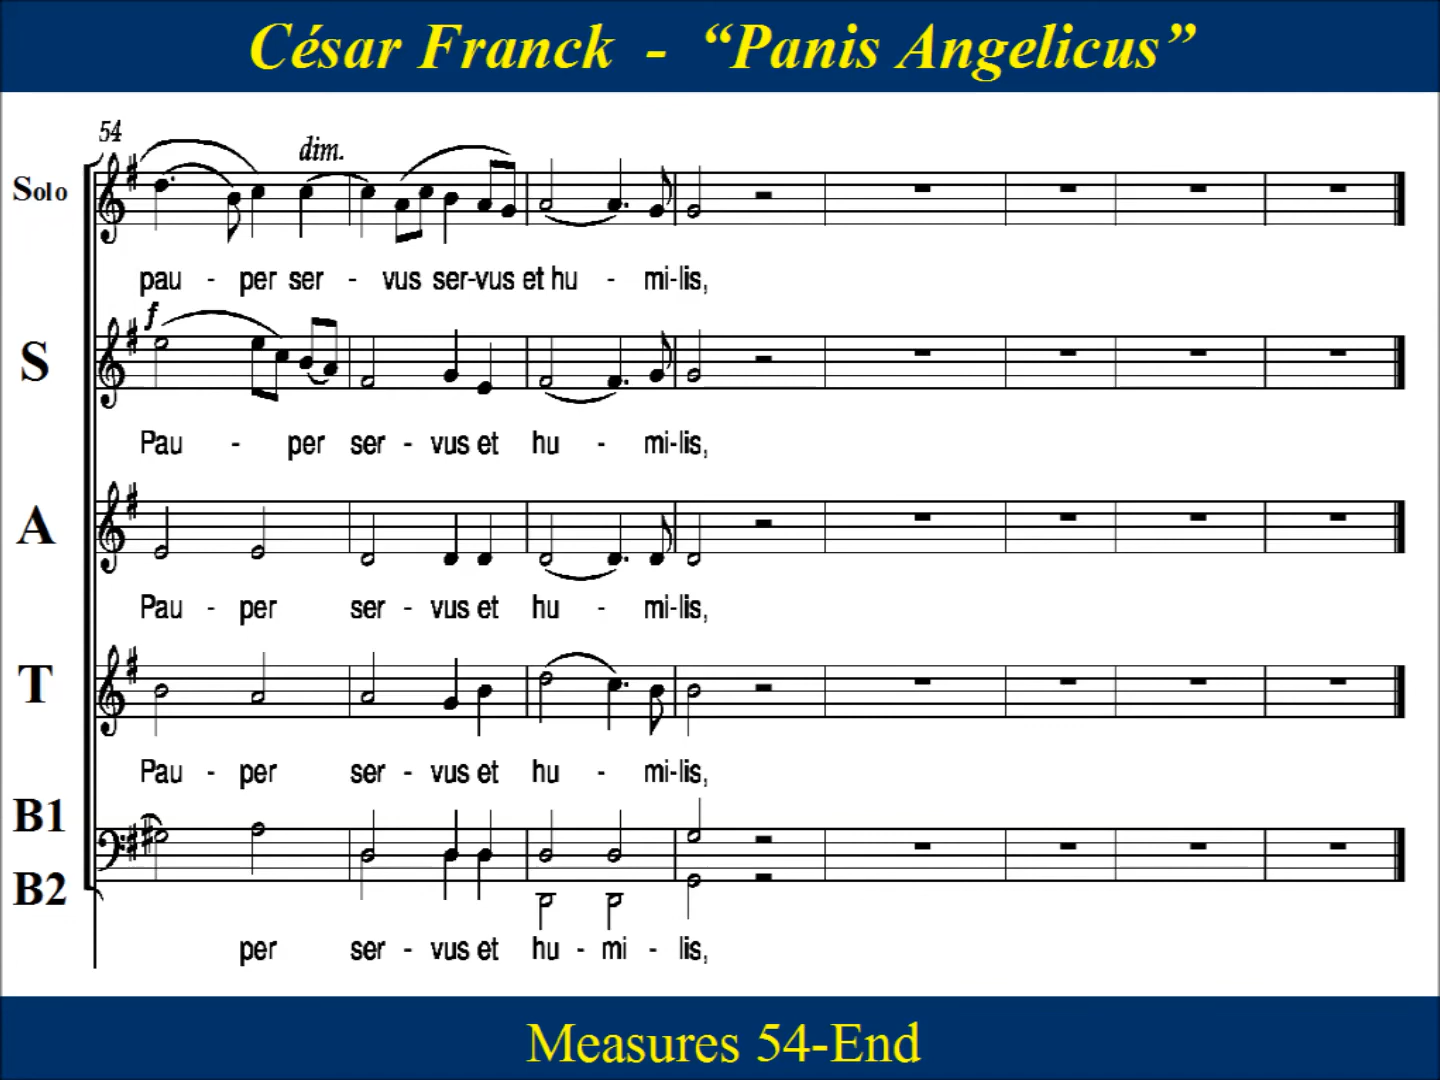 César Franck - “Panis Angelicus”
54
dim.
Solo
pau - per ser - vus ser-vus et hu - mi-lis,
f
S
Pau - per ser - vus et hu - mi-lis,
A
Pau - per ser - vus et hu - mi-lis,
T
Pau - per ser - vus et hu - mi-lis,
B1
B2
per ser - vus et hu - mi - lis,
Measures 54-End